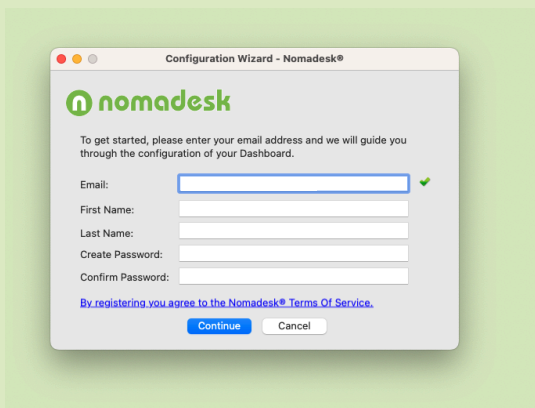 Configuration Wizard - Nomadesk®
nomadesk
To get started, please enter your email address and we will guide you
through the configuration of your Dashboard.
Email:
First Name:
Last Name:
Create Password:
Confirm Password:
By registering you agree to the Nomadesk® Terms Of Service.
Continue Cancel